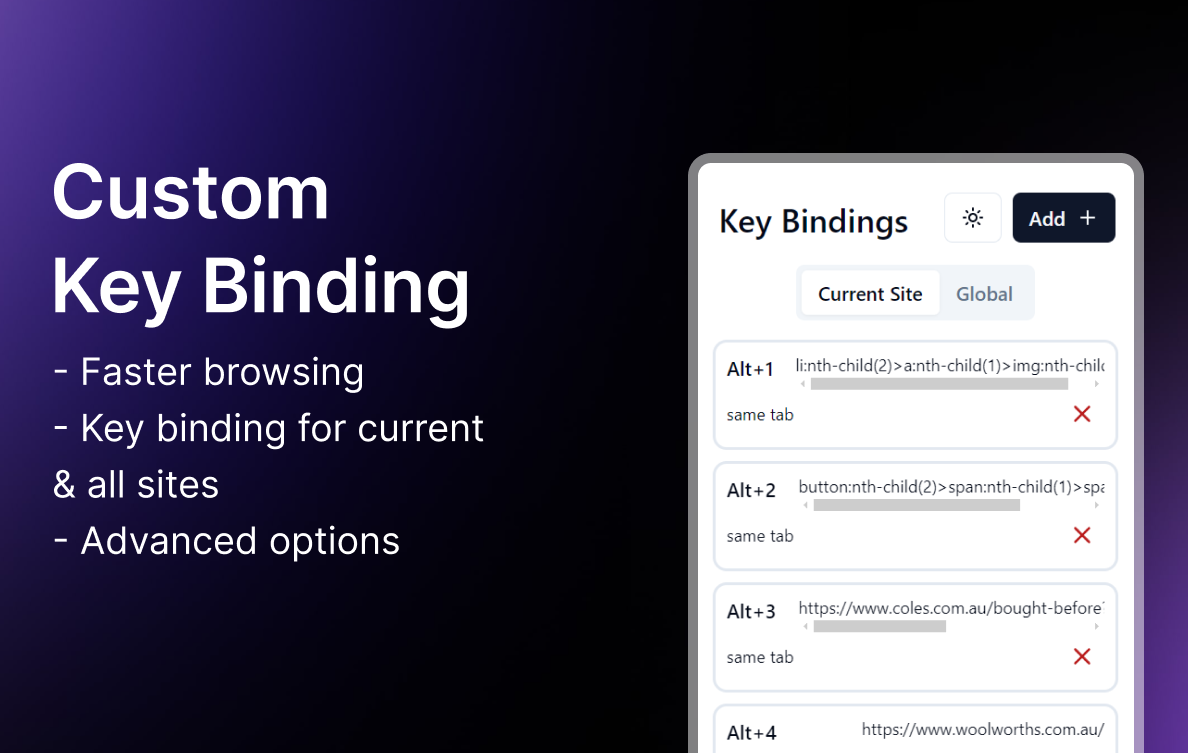 Custom
Key Binding
- Faster browsing
- Key binding for current
& all sites
- Advanced options
Key Bindings
Add +
Current Site Global
Alt+1 li:nth-child(2)>a:nth-child(1)>img:nth-chil
same tab
Alt+2 button:nth-child(2)>span:nth-child(1)>spa
same tab
Alt+3 https://www.coles.com.au/bought-before
same tab
Alt+4 https://www.woolworths.com.au/